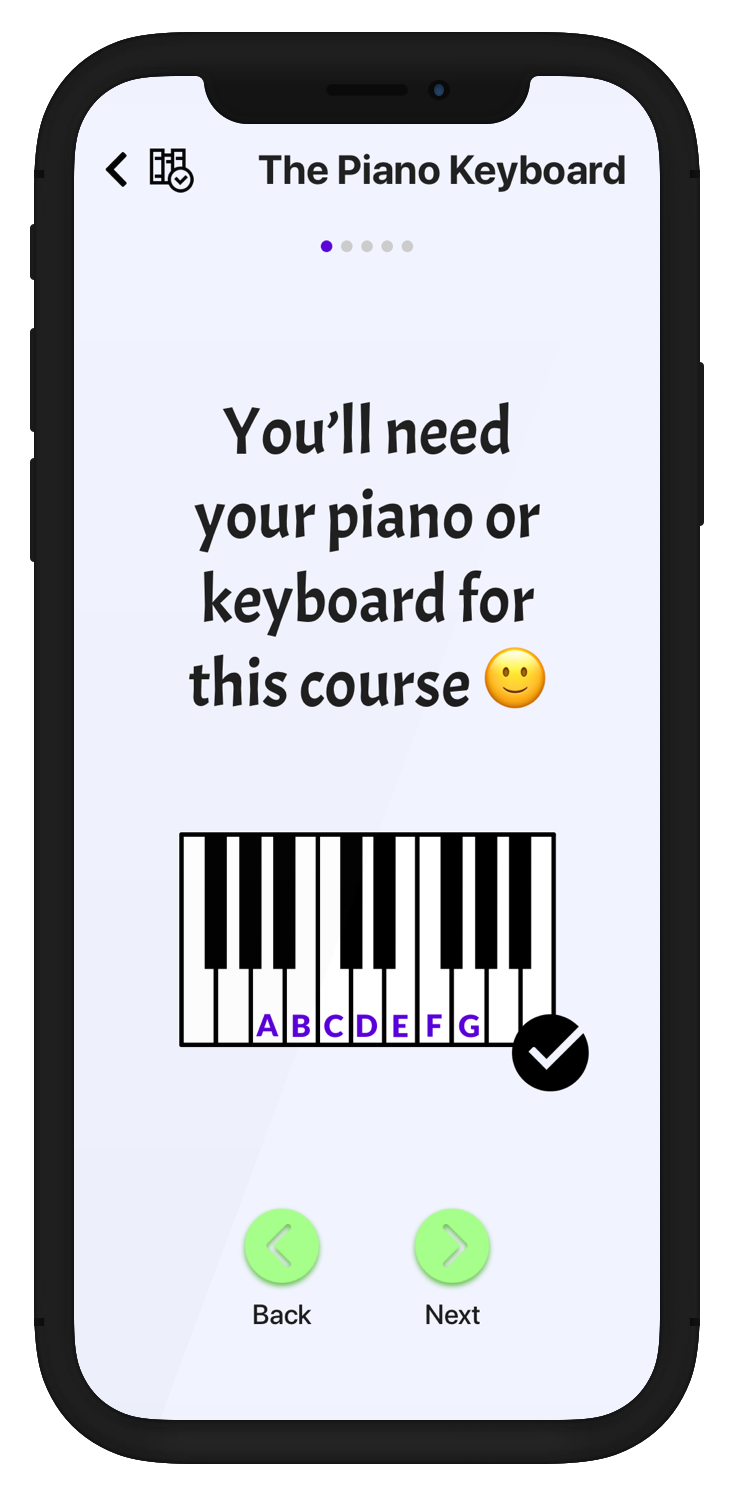 The Piano Keyboard
You’ll need
your piano or
keyboard for
this course 🙂
A B C D E F G
Back
Next